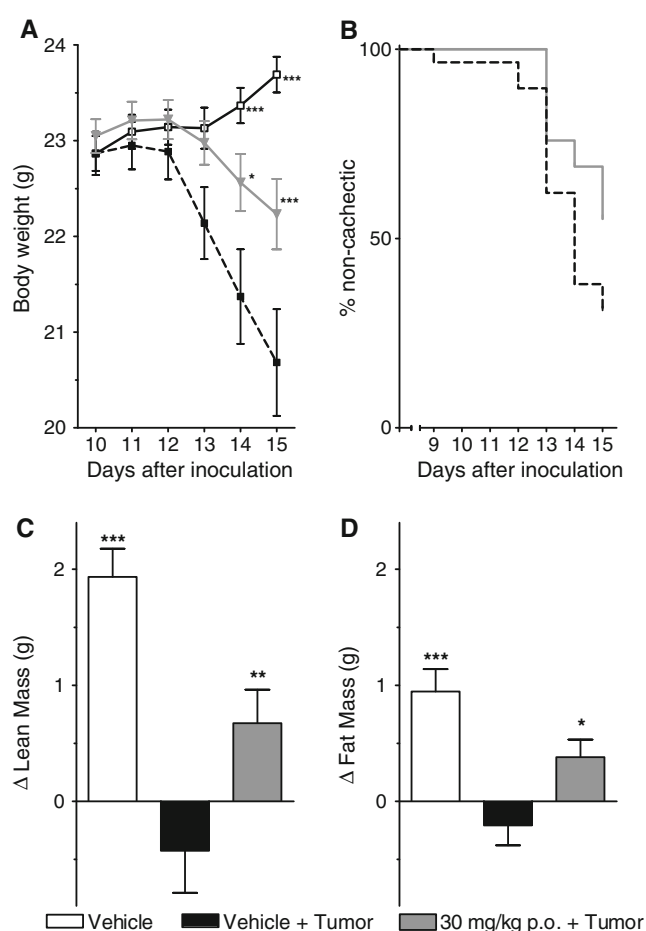 A
24
23
22
21
20
Body weight (g)
***
***
*
***
10 11 12 13 14 15
Days after inoculation
B
100
50
0
% non-cachectic
9 10 11 12 13 14 15
Days after inoculation
C
2
1
0
Δ Lean Mass (g)
***
**
D
2
1
0
Δ Fat Mass (g)
***
*
Vehicle
Vehicle + Tumor
30 mg/kg p.o. + Tumor